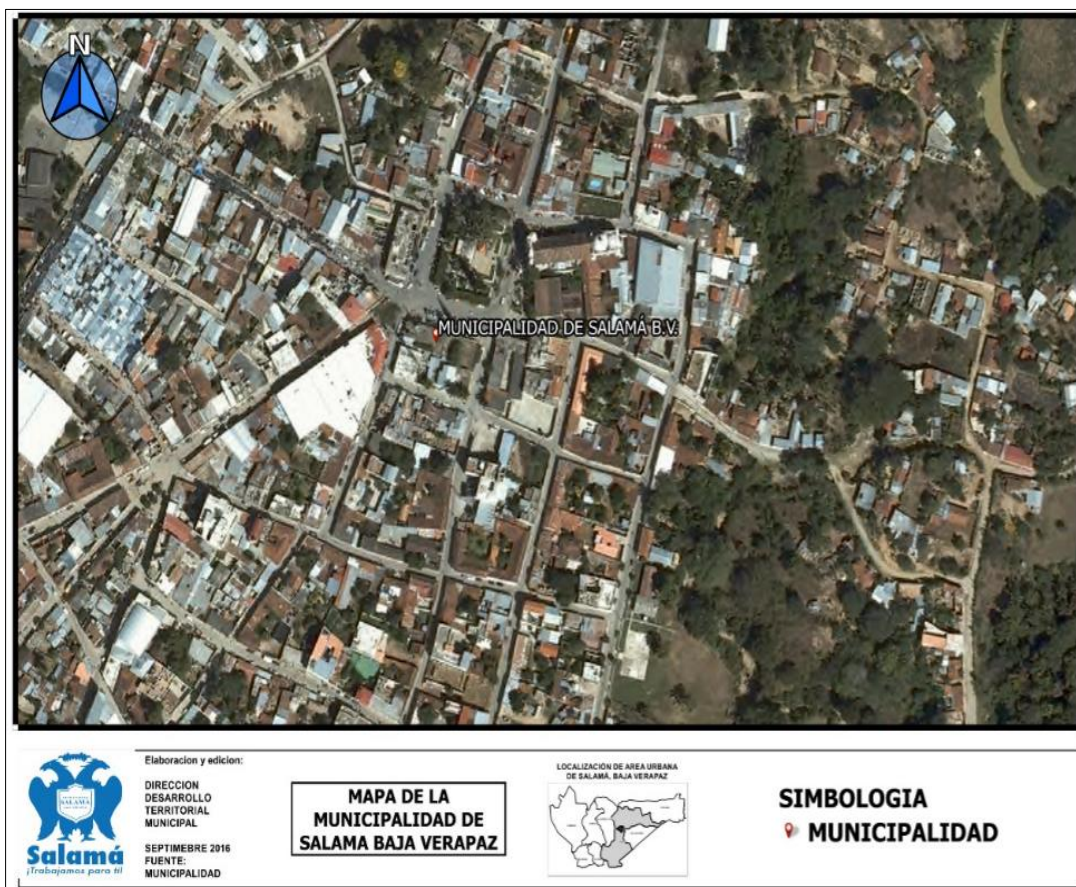 N
MUNICIPALIDAD DE SALAMÁ B.V.
Salamá
¡Trabajamos para ti!
Elaboracion y edicion:
DIRECCION
DESARROLLO
TERRITORIAL
MUNICIPAL
SEPTIMEBRE 2016
FUENTE:
MUNICIPALIDAD
MAPA DE LA
MUNICIPALIDAD DE
SALAMA BAJA VERAPAZ
LOCALIZACIÓN DE AREA URBANA
DE SALAMÁ, BAJA VERAPAZ
SIMBOLOGIA
MUNICIPALIDAD